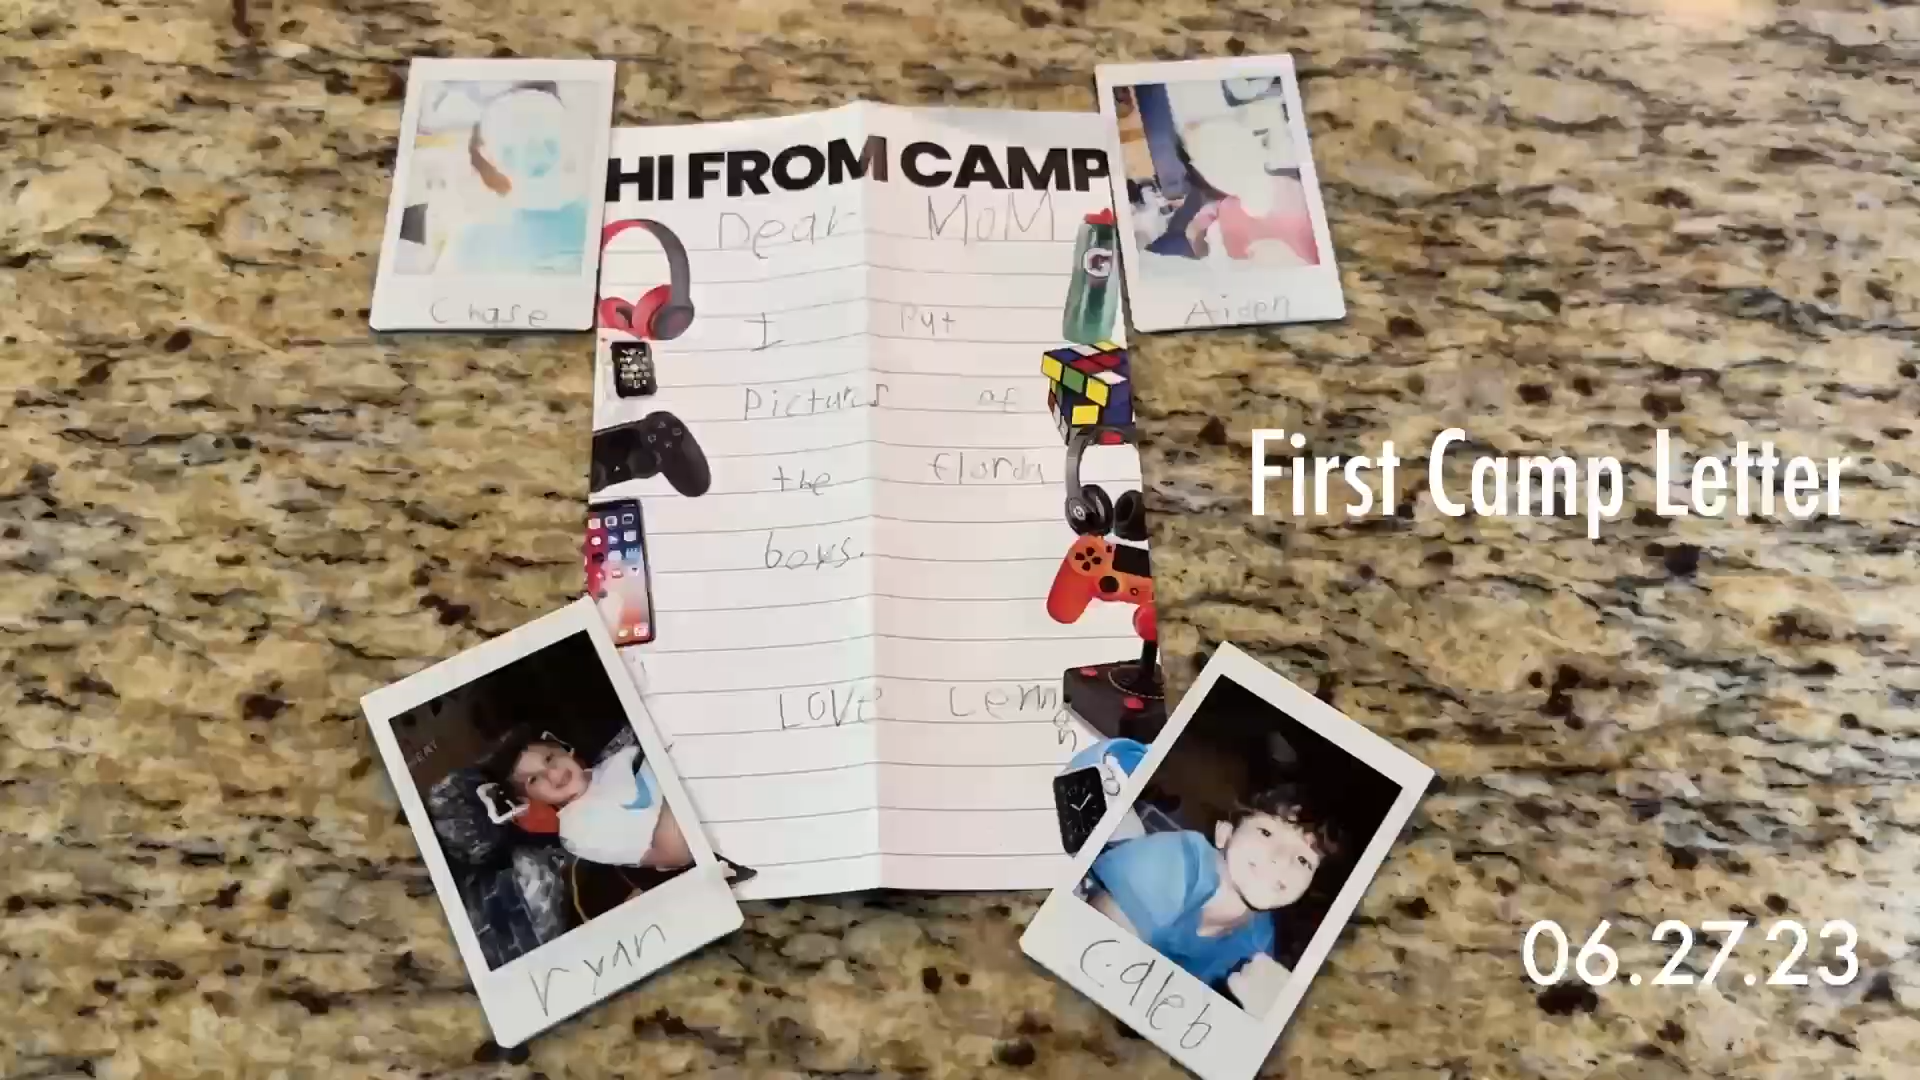 HI FROM CAMP
Dear MoM
I Put
Pictures of
the florda
boys.
Love Lennon
Chase
Aiden
ryan
Caleb
First Camp Letter
06.27.23